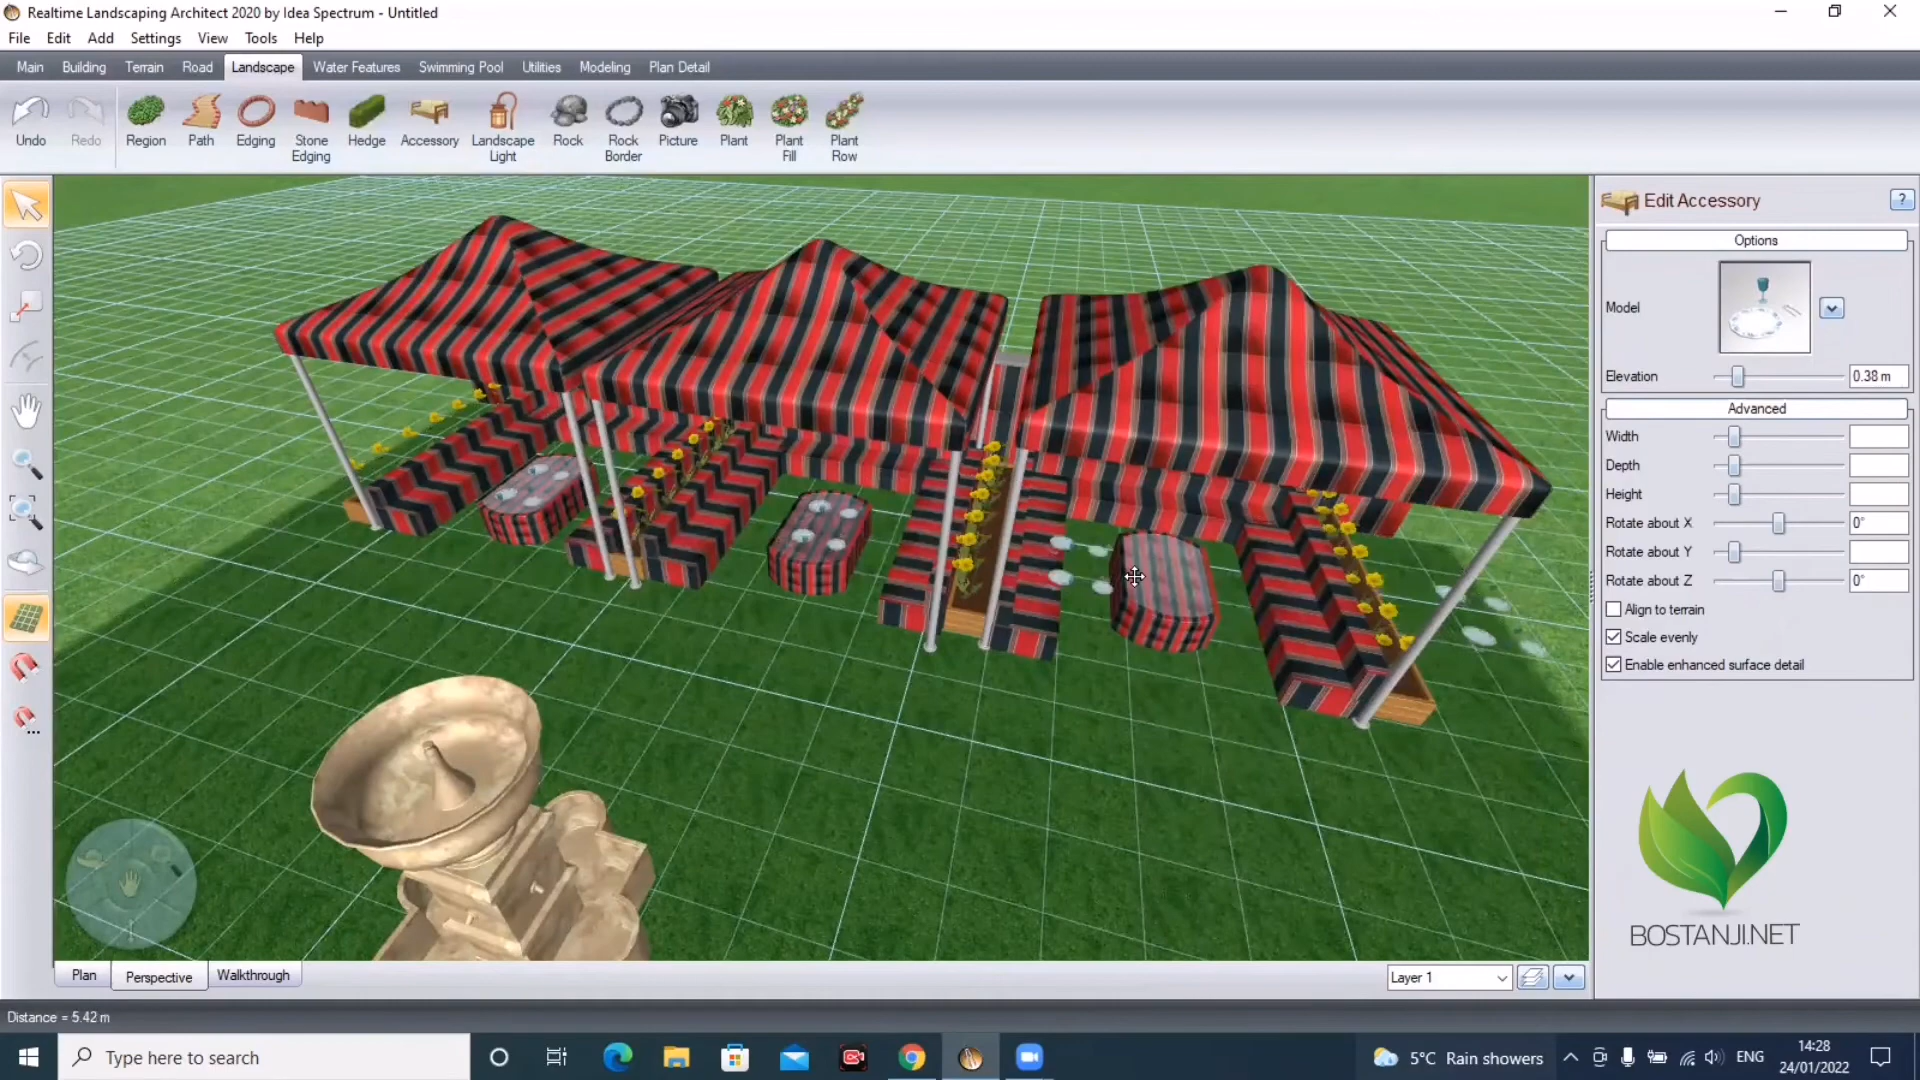 Realtime Landscaping Architect 2020 by Idea Spectrum - Untitled
File Edit Add Settings View Tools Help
Main Building Terrain Road Landscape Water Features Swimming Pool Utilities Modeling Plan Detail
Undo Redo Region Path Edging Stone Edging Hedge Accessory Landscape Light Rock Rock Border Picture Plant Plant Fill Plant Row
Edit Accessory ?
Options
Model
Elevation 0.38 m
Advanced
Width
Depth
Height
Rotate about X 0°
Rotate about Y
Rotate about Z 0°
Align to terrain
Scale evenly
Enable enhanced surface detail
BOSTANJI.NET
Plan Perspective Walkthrough Layer 1
Distance = 5.42 m
Type here to search 5°C Rain showers ENG 14:28
24/01/2022